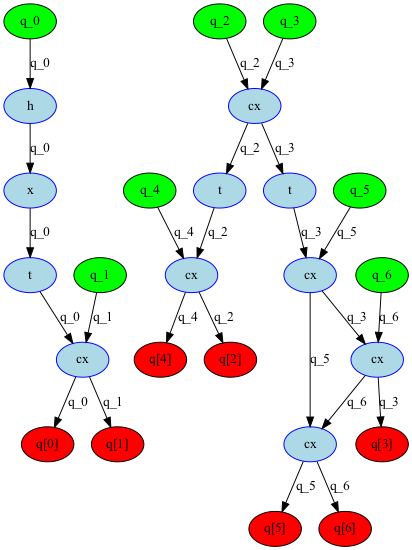 q_0 q_2 q_3
q_0 q_2 q_3
h cx
q_0 q_2 q_3
x q_4 t t q_5
q_0 q_4 q_2 q_3 q_5
t q_1 cx cx q_6
q_0 q_1 q_4 q_2 q_3 q_6
cx q[4] q[2] q_5 cx
q_0 q_1 q_6 q_3
q[0] q[1] cx q[3]
q_5 q_6
q[5] q[6]